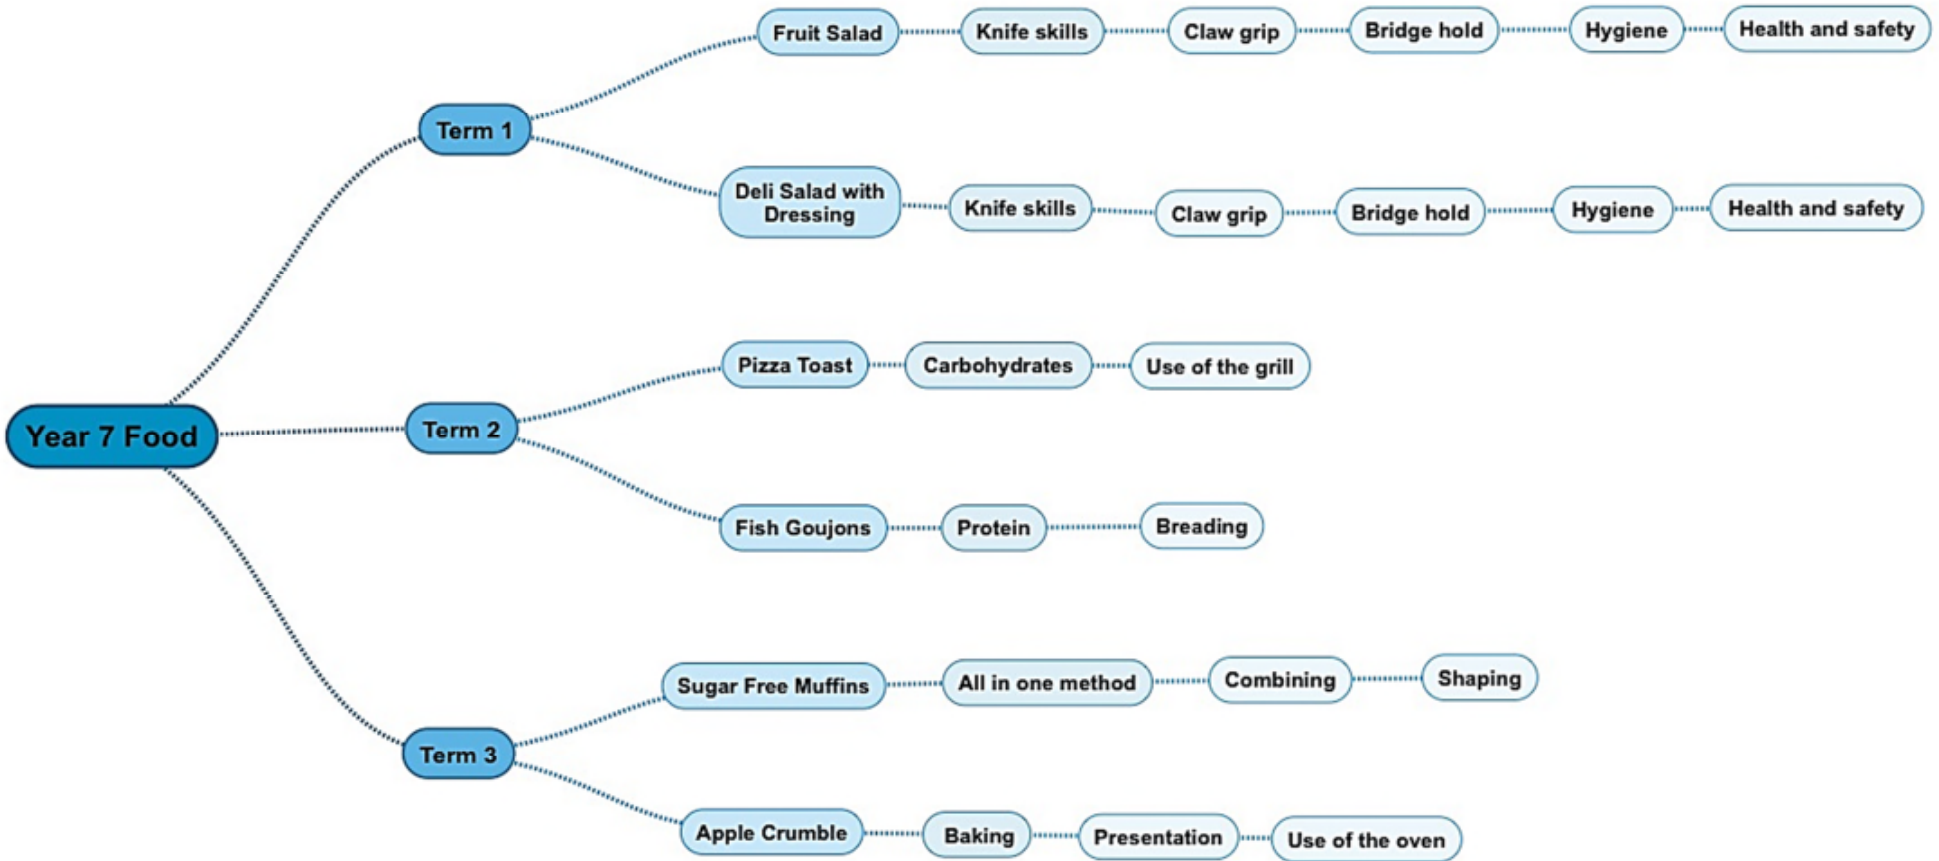 Year 7 Food
Term 1
Fruit Salad
Knife skills
Claw grip
Bridge hold
Hygiene
Health and safety
Deli Salad with
Dressing
Knife skills
Claw grip
Bridge hold
Hygiene
Health and safety
Term 2
Pizza Toast
Carbohydrates
Use of the grill
Fish Goujons
Protein
Breading
Term 3
Sugar Free Muffins
All in one method
Combining
Shaping
Apple Crumble
Baking
Presentation
Use of the oven